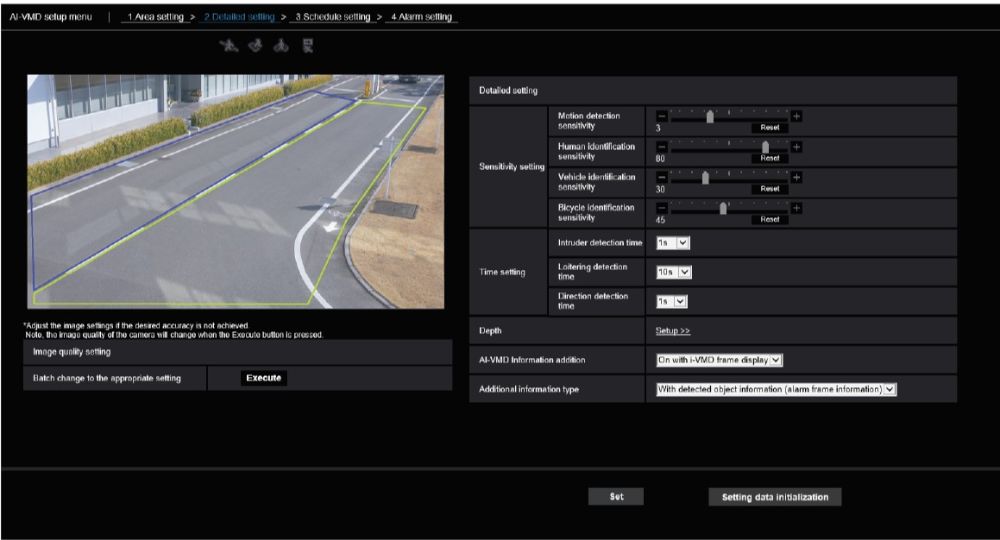 AI-VMD setup menu | 1.Area setting > 2.Detailed setting > 3.Schedule setting > 4.Alarm setting
*Adjust the image settings if the desired accuracy is not achieved.
Note, the image quality of the camera will change when the Execute button is pressed.
Image quality setting
Batch change to the appropriate setting
Execute
Detailed setting
Sensitivity setting
Motion detection
sensitivity
3
Reset
Human identification
sensitivity
80
Reset
Vehicle identification
sensitivity
30
Reset
Bicycle identification
sensitivity
45
Reset
Time setting
Intruder detection time
1s
Loitering detection
time
10s
Direction detection
time
1s
Depth
Setup >>
AI-VMD Information addition
On with i-VMD frame display
Additional information type
With detected object information (alarm frame information)
Set
Setting data initialization